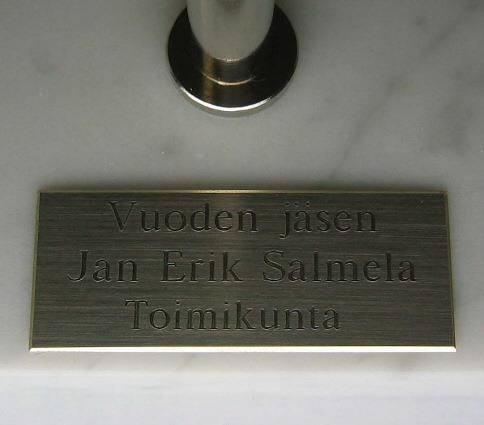 Vuoden jäsen
Jan Erik Salmela
Toimikunta